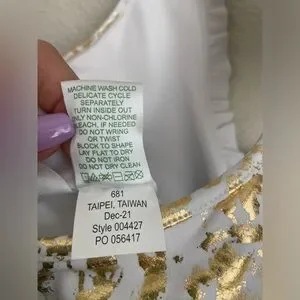 MACHINE WASH COLD
DELICATE CYCLE
SEPARATELY
TURN INSIDE OUT
ONLY NON-CHLORINE
BLEACH, IF NEEDED
DO NOT WRING
OR TWIST
BLOCK TO SHAPE
LAY FLAT TO DRY
DO NOT IRON
DO NOT DRY CLEAN
681
TAIPEI, TAIWAN
Dec-21
Style 004427
PO 056417